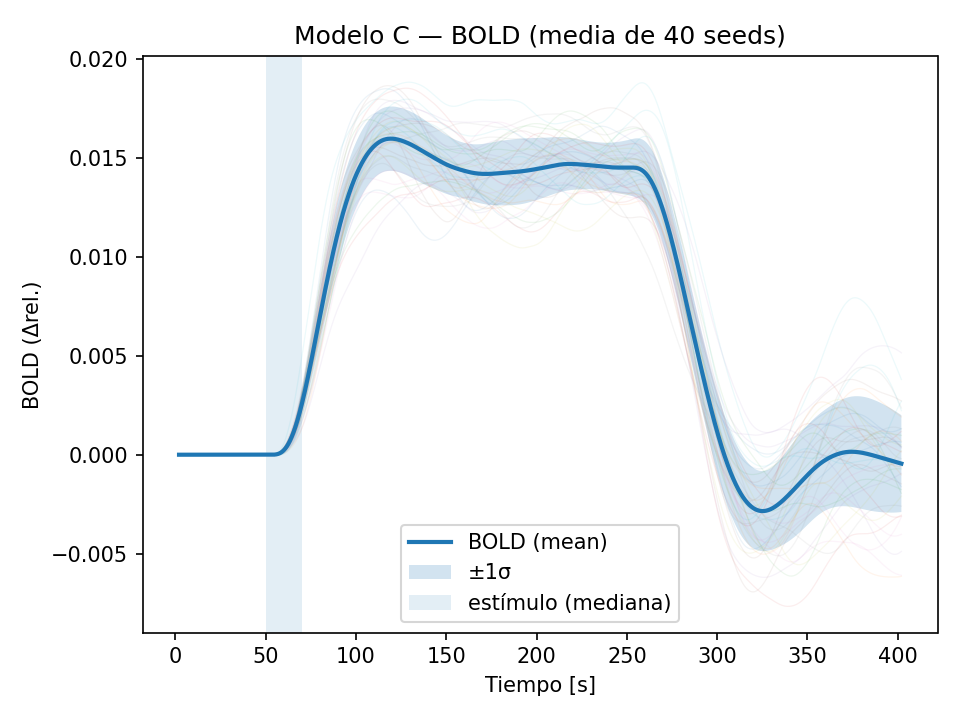 Modelo C — BOLD (media de 40 seeds)
0.020
0.015
0.010
0.005
0.000
−0.005
BOLD (Δrel.)
BOLD (mean)
±1σ
estímulo (mediana)
0 50 100 150 200 250 300 350 400
Tiempo [s]